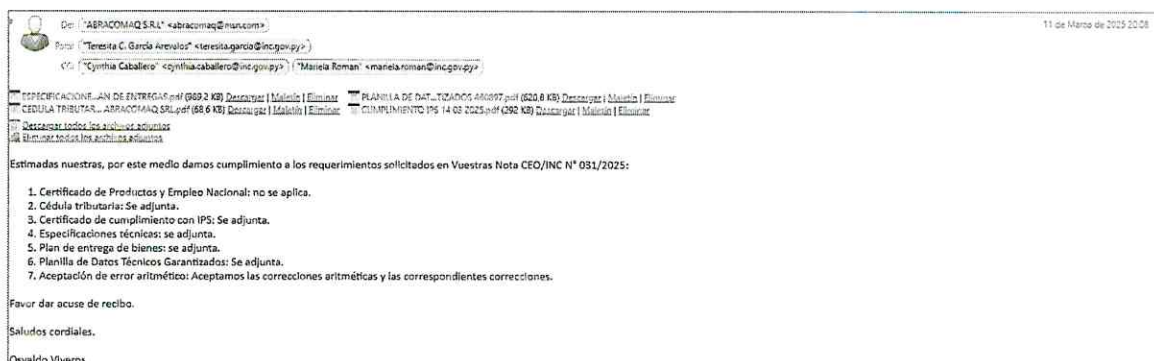 De: "ABRACOMAQ S.R.L" <abracomaq@msn.com>
11 de Marzo de 2025 20:08
Para: "Teresita C. García Arevalos" <teresita.garcia@inc.gov.py>
CC: "Cynthia Caballero" <cynthia.caballero@inc.gov.py> "Mariela Roman" <mariela.roman@inc.gov.py>
ESPECIFICACIONE...AN DE ENTREGAS.pdf (969,2 KB) Descargar | Maletín | Eliminar PLANILLA DE DAT...TIZADOS 460897.pdf (620,6 KB) Descargar | Maletín | Eliminar
CEDULA TRIBUTAR... ABRACOMAQ SRL.pdf (68,6 KB) Descargar | Maletín | Eliminar CUMPLIMIENTO IPS 14 03 2025.pdf (292 KB) Descargar | Maletín | Eliminar
Descargar todos los archivos adjuntos
Eliminar todos los archivos adjuntos
Estimadas nuestras, por este medio damos cumplimiento a los requerimientos solicitados en Vuestras Nota CEO/INC N° 031/2025:
1. Certificado de Productos y Empleo Nacional: no se aplica.
2. Cédula tributaria: Se adjunta.
3. Certificado de cumplimiento con IPS: Se adjunta.
4. Especificaciones técnicas: se adjunta.
5. Plan de entrega de bienes: se adjunta.
6. Planilla de Datos Técnicos Garantizados: Se adjunta.
7. Aceptación de error aritmético: Aceptamos las correcciones aritméticas y las correspondientes correcciones.
Favor dar acuse de recibo.
Saludos cordiales.
Osvaldo Viveros